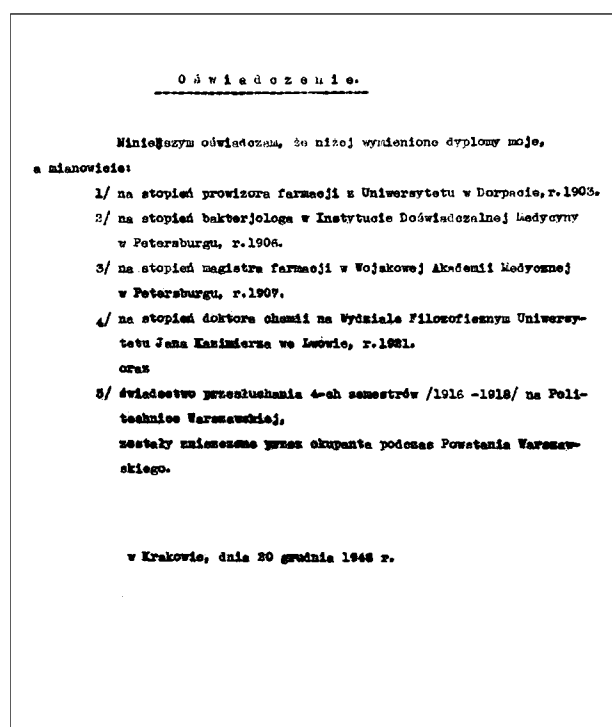 O ś w i a d c z e n i e.
Niniejszym oświadczam, że niżej wymienione dyplomy moje,
a mianowicie:
1/ na stopień prowizora farmacji z Uniwersytetu w Dorpacie,r.1903.
2/ na stopień bakterjologa w Instytucie Doświadczalnej Medycyny
w Petersburgu, r.1906.
3/ na stopień magistra farmacji w Wojskowej Akademii Medycznej
w Petersburgu, r.1907.
4/ na stopień doktora chemii na Wydziale Filozoficznym Uniwersy-
tetu Jana Kazimierza we Lwowie, r.1921.
oraz
5/ świadectwo przesłuchania 4-ch semestrów /1916 -1918/ na Poli-
technice Warszawskiej,
zostały zniszczone przez okupanta podczas Powstania Warszaw-
skiego.
w Krakowie, dnia 20 grudnia r.